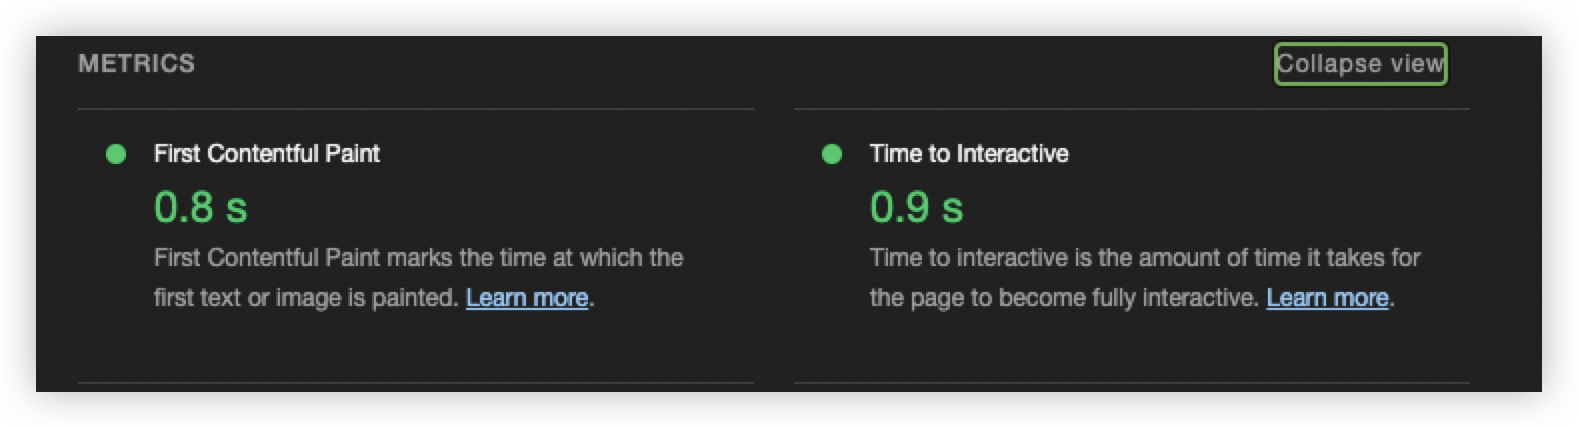 METRICS
Collapse view
First Contentful Paint
0.8 s
First Contentful Paint marks the time at which the
first text or image is painted. Learn more.
Time to Interactive
0.9 s
Time to interactive is the amount of time it takes for
the page to become fully interactive. Learn more.